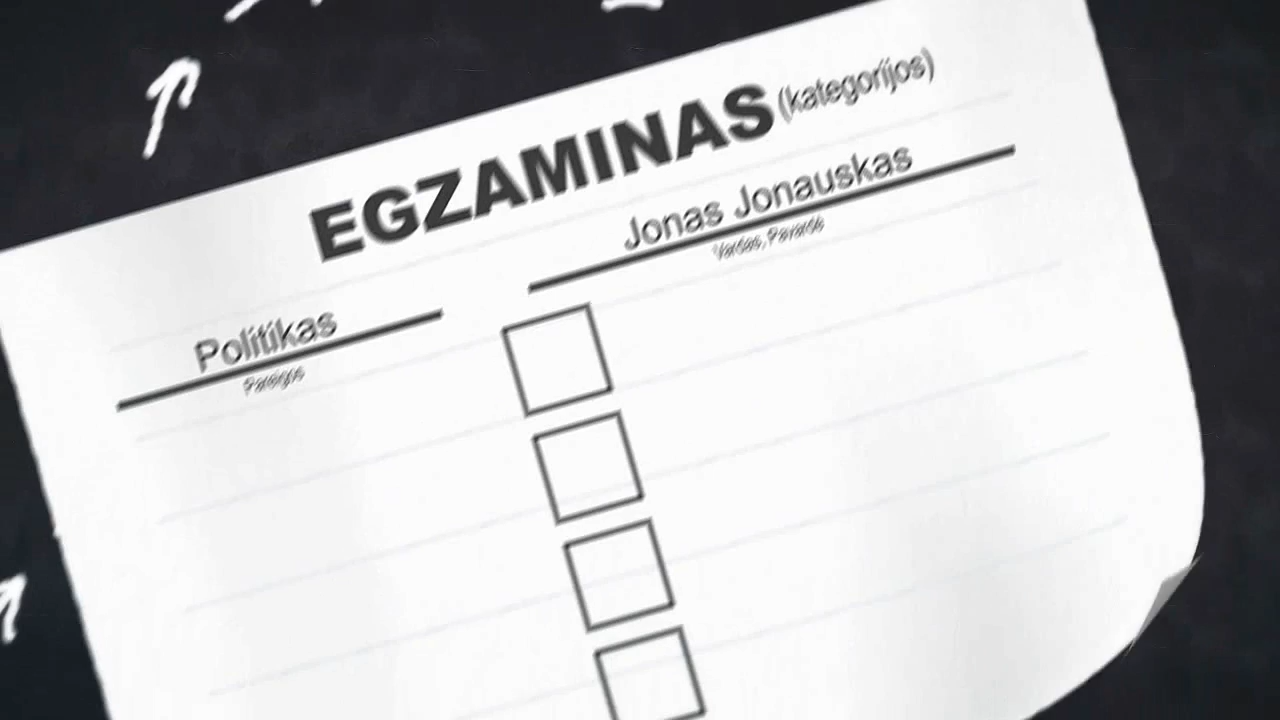 EGZAMINAS (kategorijos)
Jonas Jonauskas
Vardas, Pavardė
Politikas
Pareigos